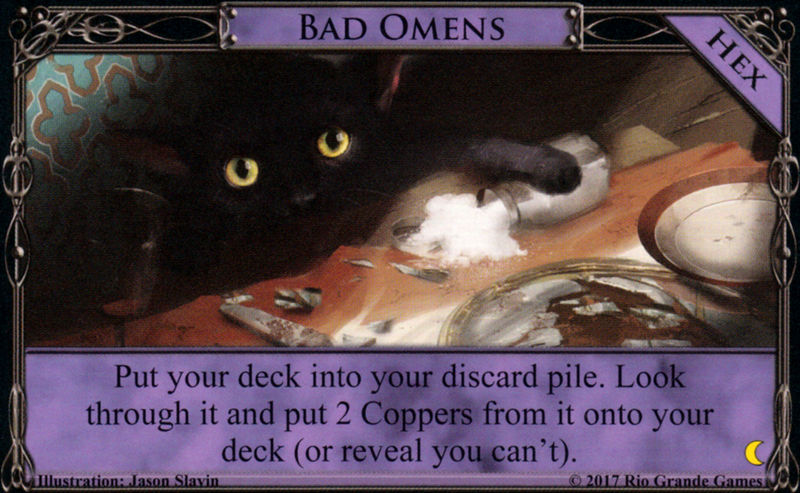 BAD OMENS
HEX
Put your deck into your discard pile. Look
through it and put 2 Coppers from it onto your
deck (or reveal you can't).
Illustration: Jason Slavin
© 2017 Rio Grande Games